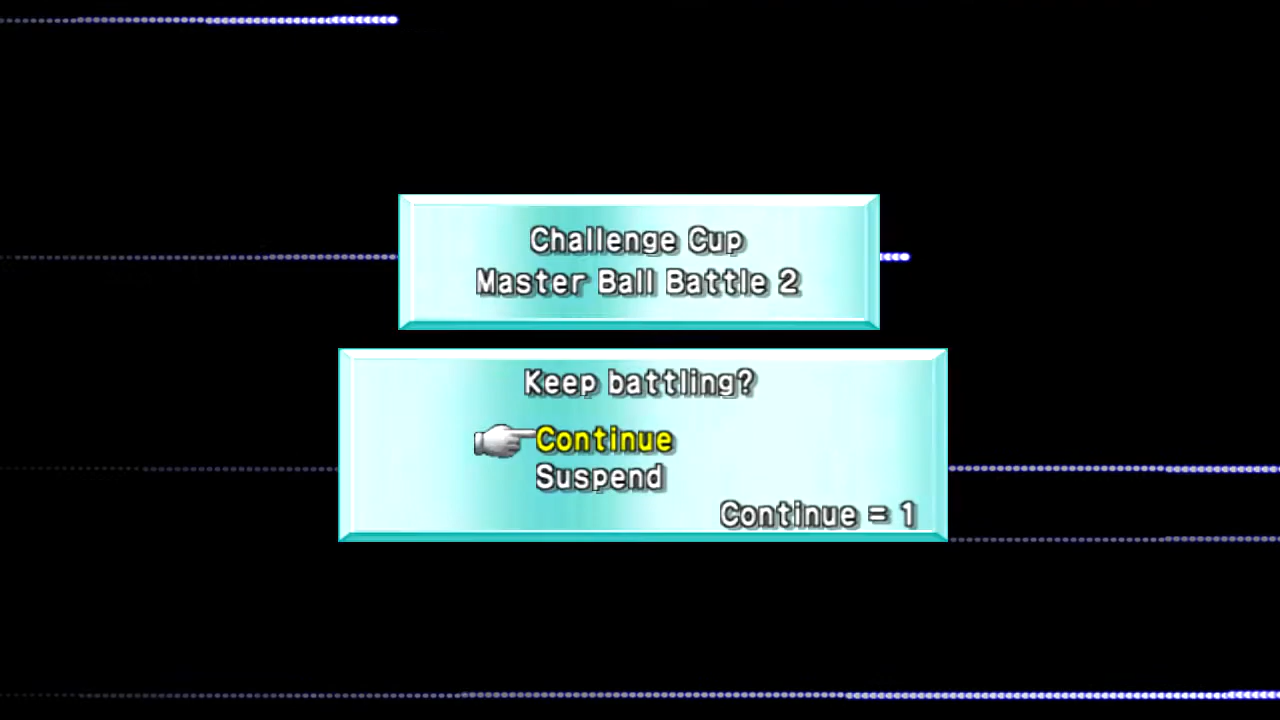 Challenge Cup
Master Ball Battle 2
Keep battling?
Continue
Suspend
Continue = 1